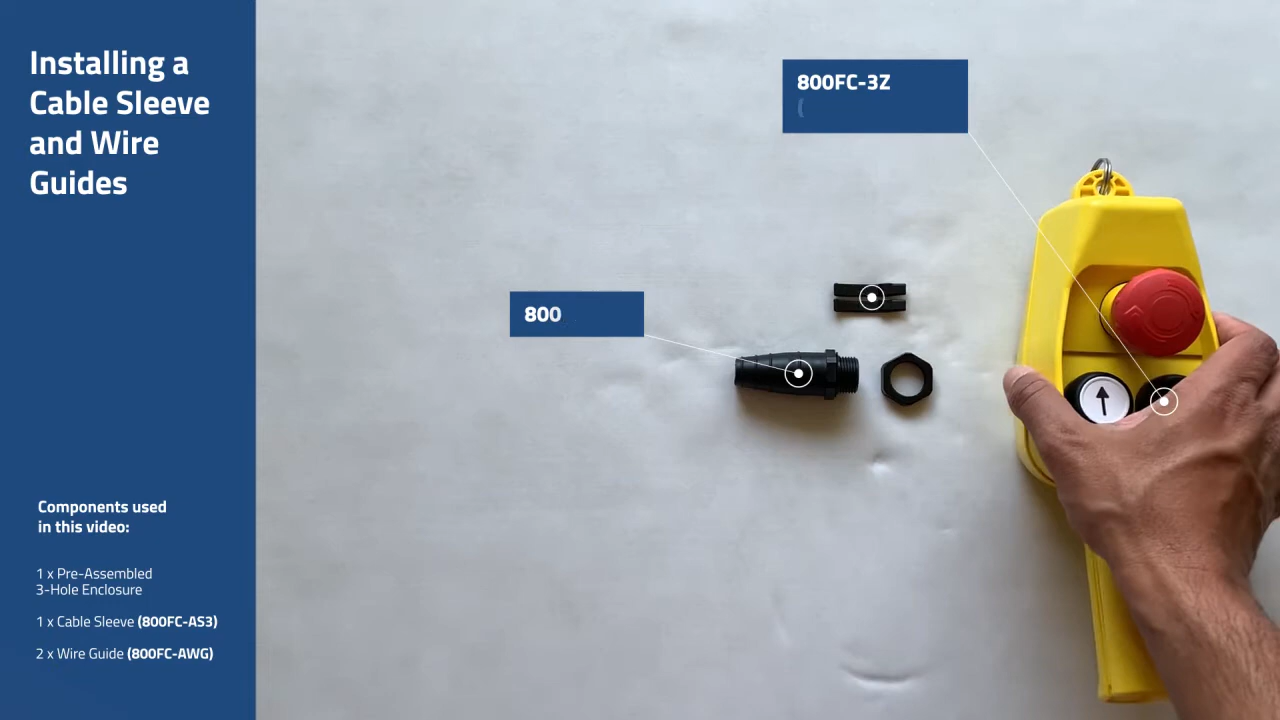 Installing a
Cable Sleeve
and Wire
Guides
800FC-3Z
(
800
Components used
in this video:
1 x Pre-Assembled
3-Hole Enclosure
1 x Cable Sleeve (800FC-AS3)
2 x Wire Guide (800FC-AWG)